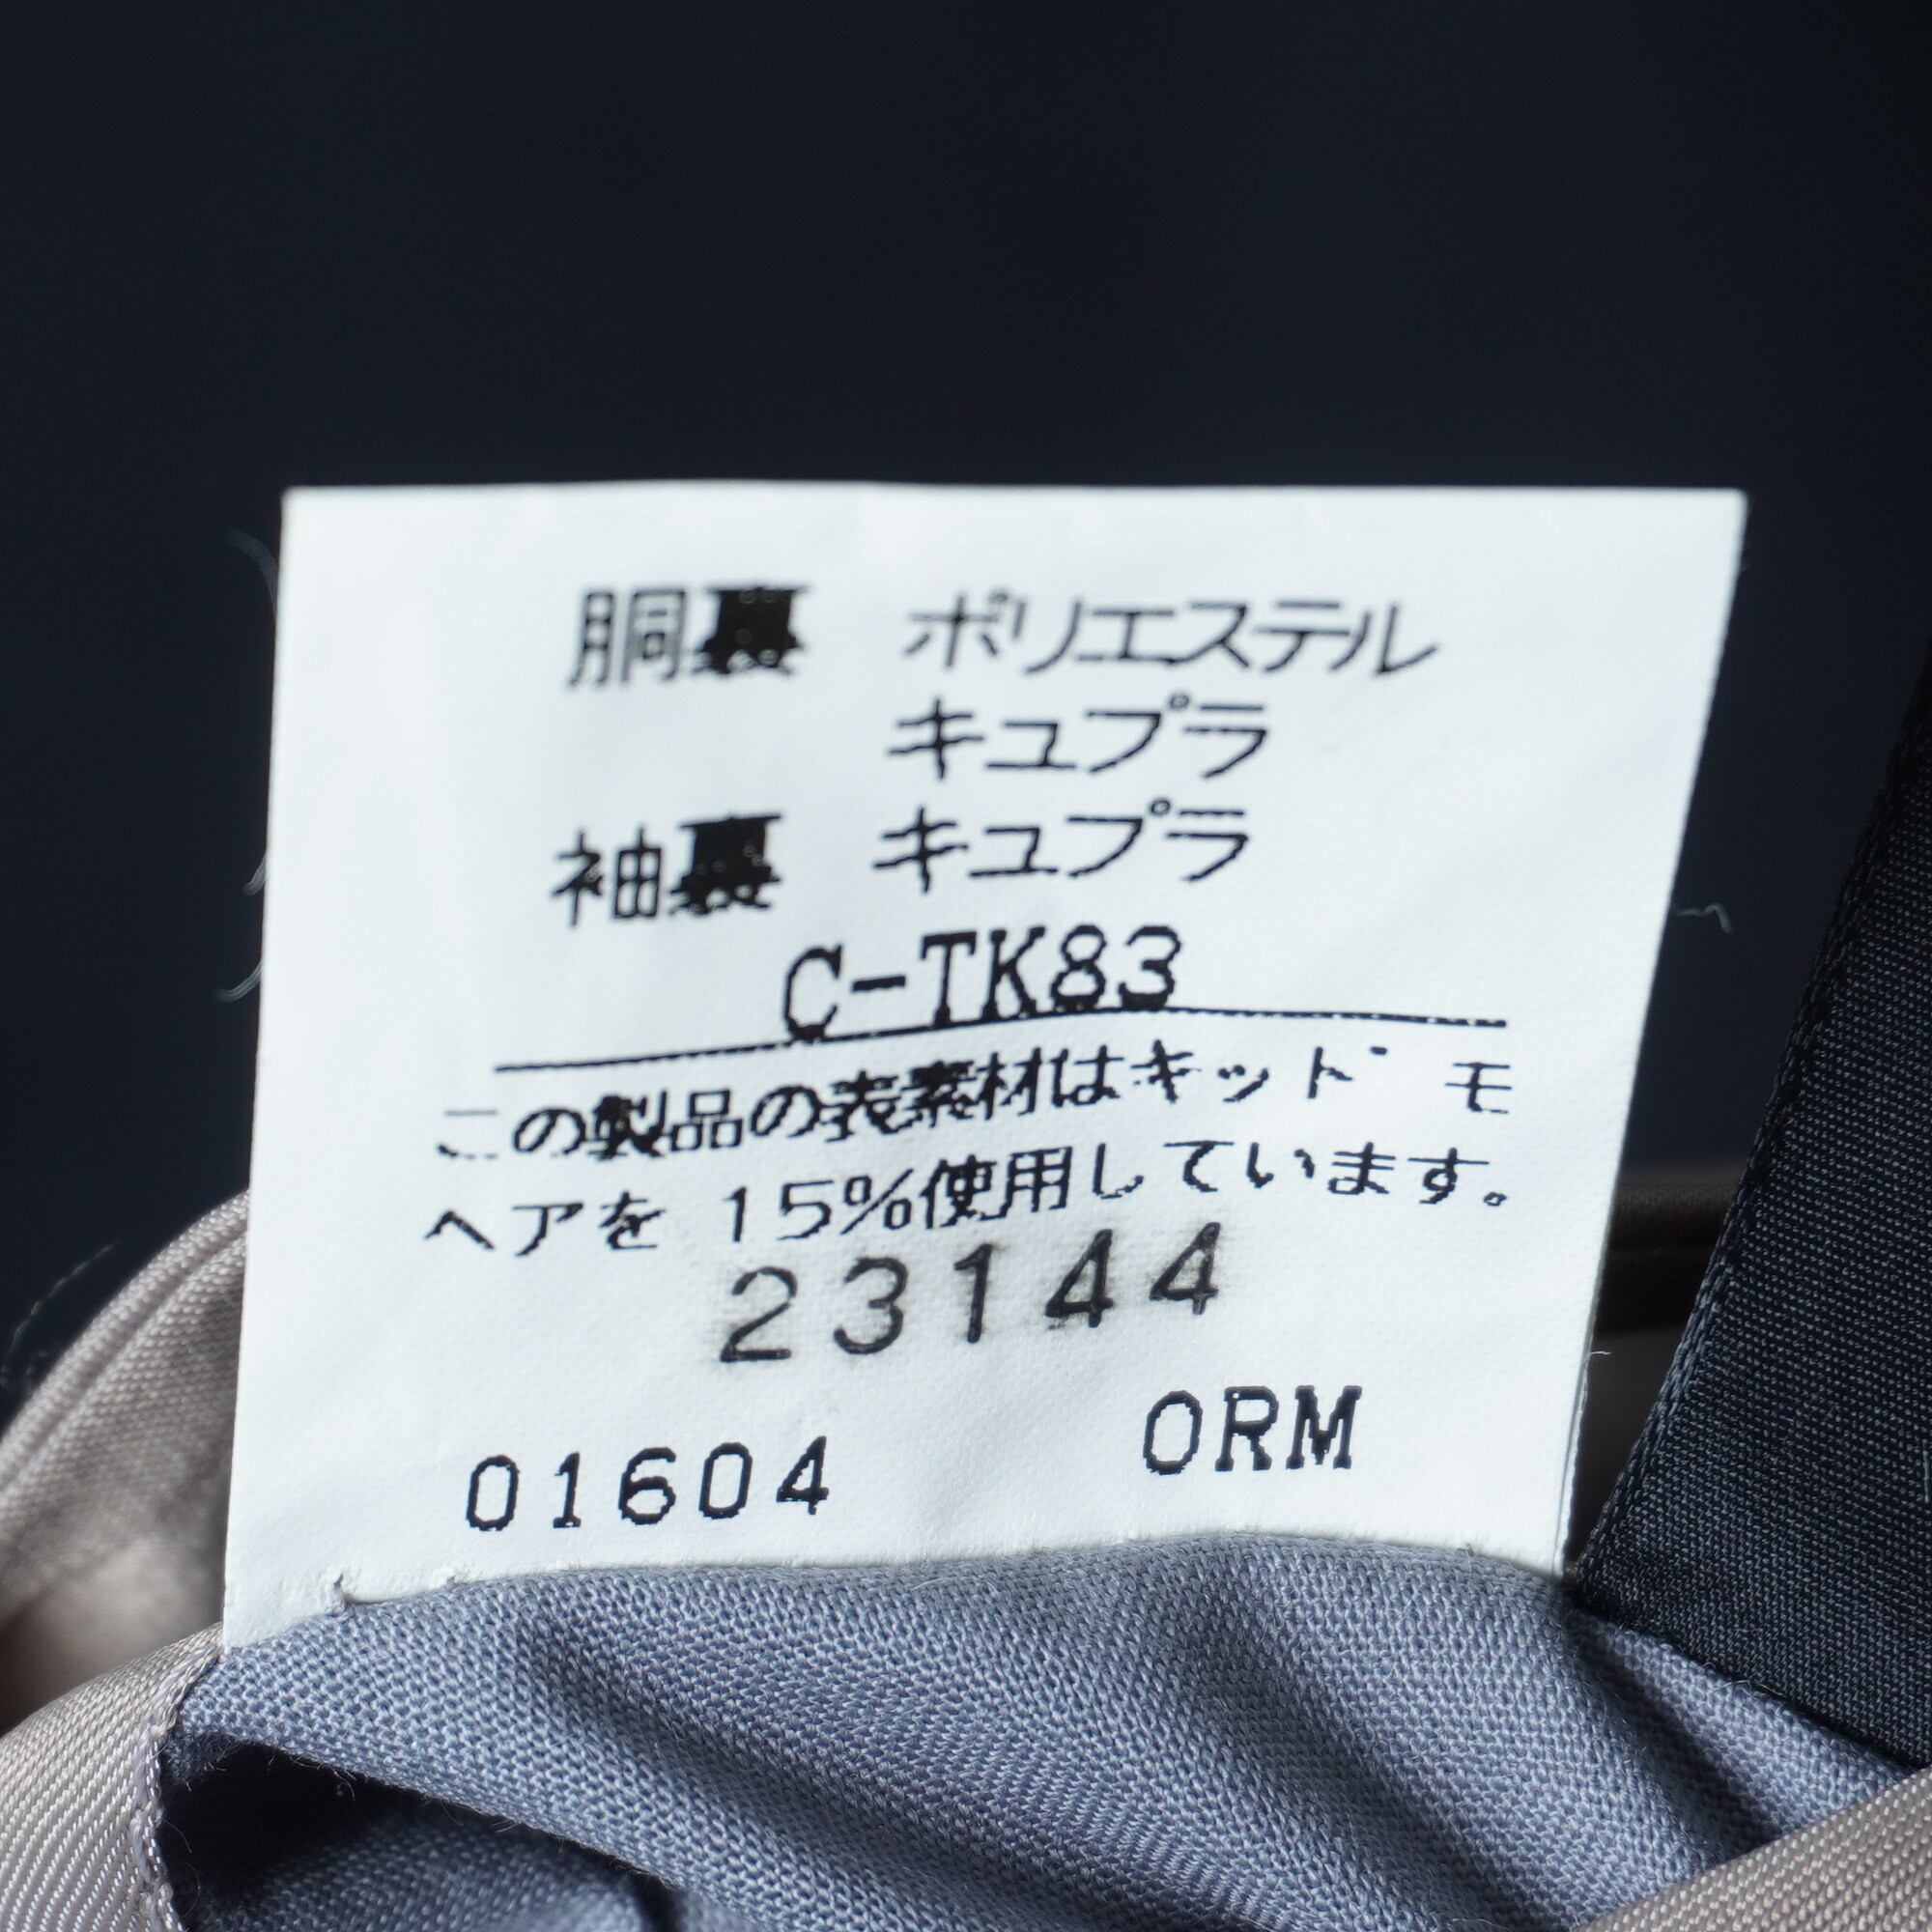 胴裏 ポリエステル
キュプラ
袖裏 キュプラ
C-TK83
この製品の表素材はキッド モ
ヘアを 15%使用しています。
23144
01604 ORM